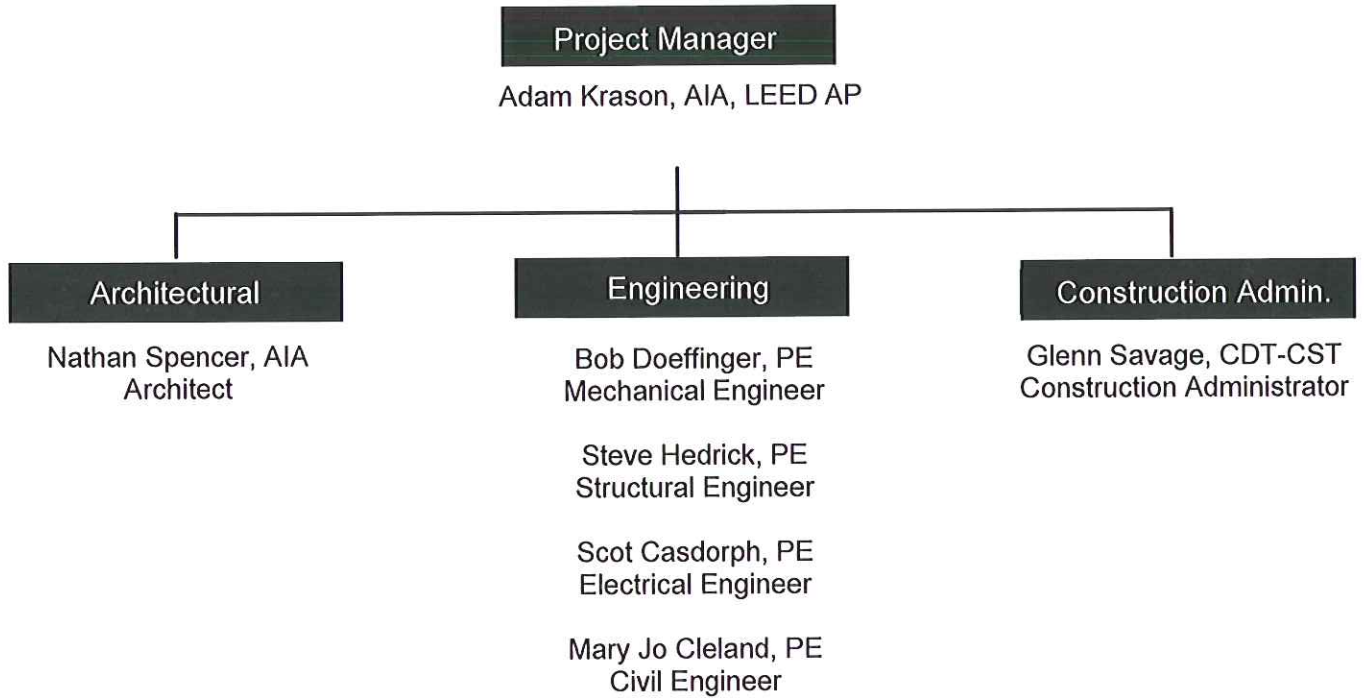 Project Manager
Adam Krason, AIA, LEED AP
Architectural
Nathan Spencer, AIA
Architect
Engineering
Bob Doeffinger, PE
Mechanical Engineer
Steve Hedrick, PE
Structural Engineer
Scot Casdorph, PE
Electrical Engineer
Mary Jo Cleland, PE
Civil Engineer
Construction Admin.
Glenn Savage, CDT-CST
Construction Administrator